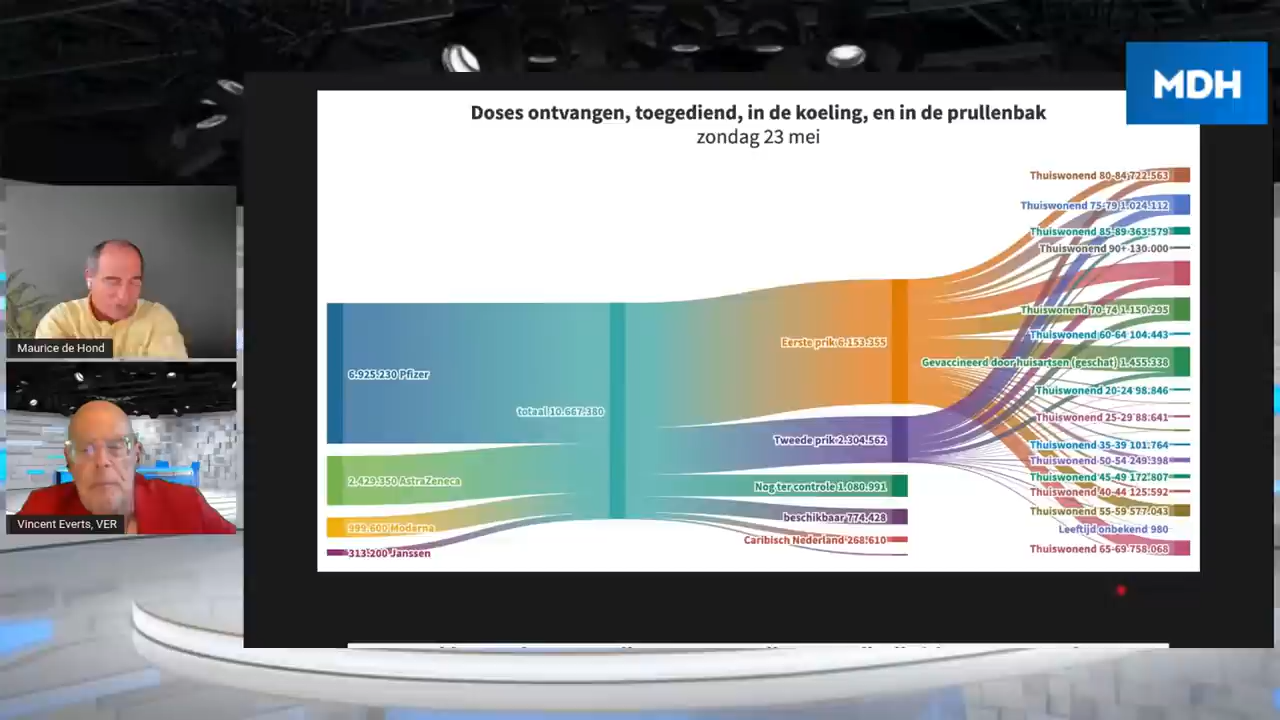 MDH
Doses ontvangen, toegediend, in de koeling, en in de prullenbak
zondag 23 mei
6.925.230 Pfizer
2.429.350 AstraZeneca
999.600 Moderna
313.200 Janssen
totaal 10.667.380
Eerste prik 6.153.355
Tweede prik 2.304.562
Nog ter controle 1.080.991
beschikbaar 774.428
Caribisch Nederland 268.610
Thuiswonend 80-84 722.563
Thuiswonend 75-79 1.024.112
Thuiswonend 85-89 363.579
Thuiswonend 90+ 130.000
Thuiswonend 70-74 1.150.295
Thuiswonend 60-64 104.443
Gevaccineerd door huisartsen (geschat) 1.455.338
Thuiswonend 20-24 98.846
Thuiswonend 25-29 88.641
Thuiswonend 35-39 101.764
Thuiswonend 50-54 249.398
Thuiswonend 45-49 172.807
Thuiswonend 40-44 125.592
Thuiswonend 55-59 577.043
Leeftijd onbekend 980
Thuiswonend 65-69 758.068
Maurice de Hond
Vincent Everts, VER